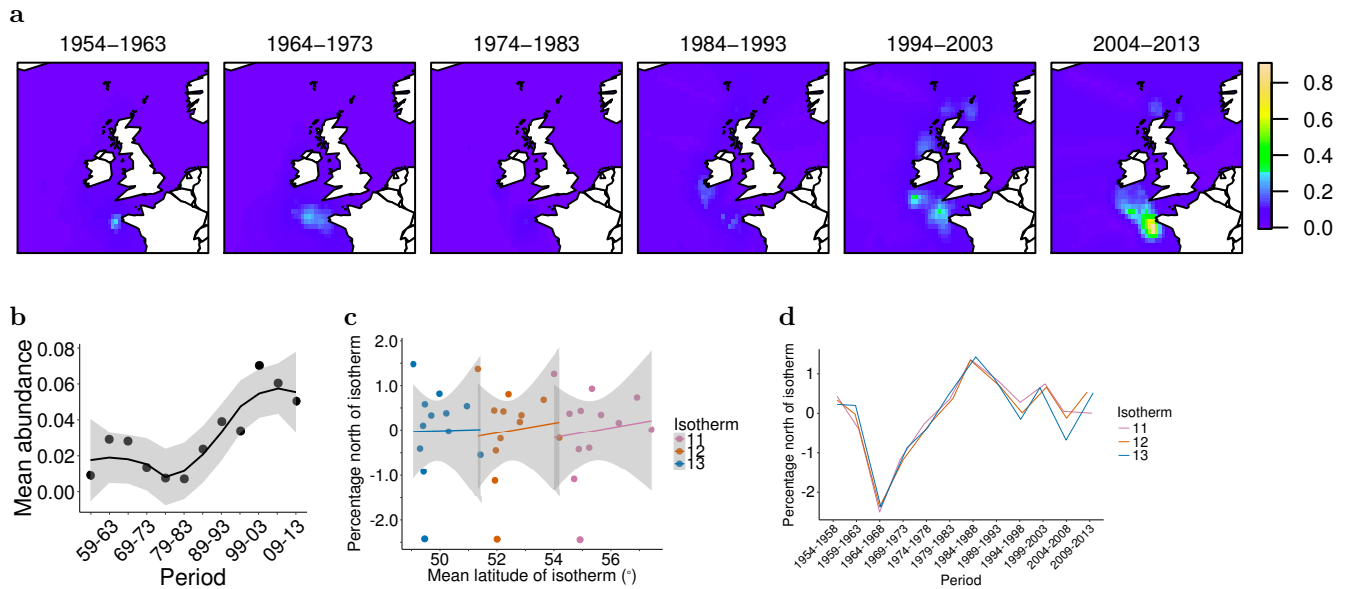 a
1954−1963 1964−1973 1974−1983 1984−1993 1994−2003 2004−2013
0.8
0.6
0.4
0.2
0.0
b
Mean abundance
0.08
0.06
0.04
0.02
0.00
59-63 69-73 79-83 89-93 99-03 09-13
Period
c
Percentage north of isotherm
2.0
1.0
0
-1.0
-2.0
50 52 54 56
Mean latitude of isotherm (°)
Isotherm
11
12
13
d
Percentage north of isotherm
1
0
-1
-2
1954-1958 1959-1963 1964-1968 1969-1973 1974-1978 1979-1983 1984-1988 1989-1993 1994-1998 1999-2003 2004-2008 2009-2013
Period
Isotherm
11
12
13